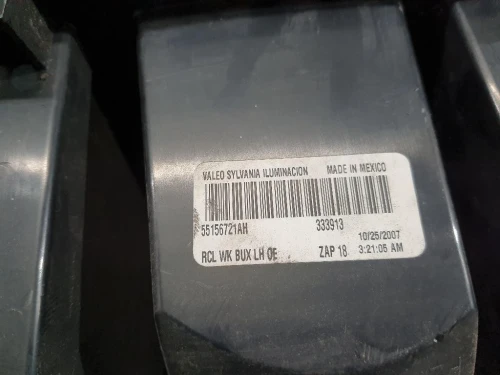 VALEO SYLVANIA ILUMINACION MADE IN MEXICO
55156721AH 333913
10/25/2007
RCL WK BUX LH OE ZAP 18 3:21:05 AM